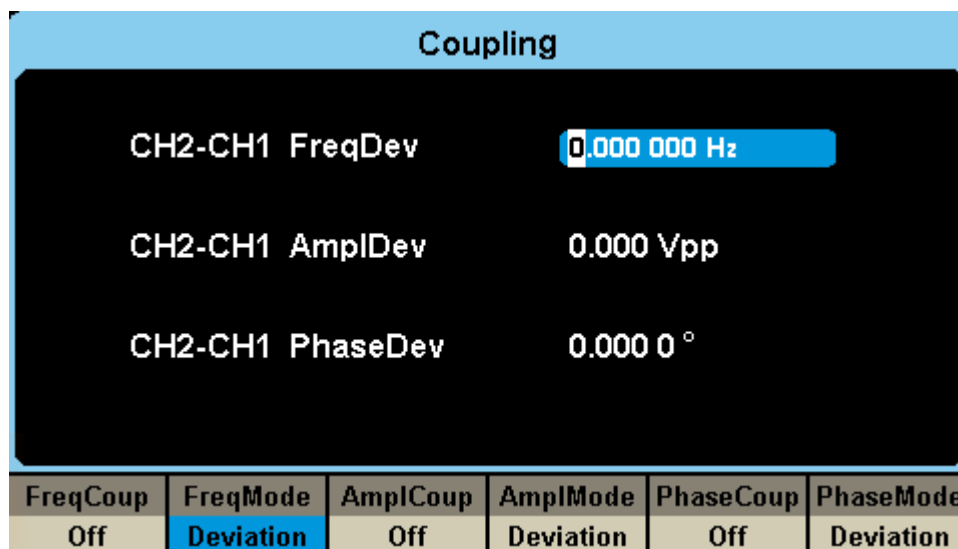 Coupling
CH2-CH1 FreqDev 0.000 000 Hz
CH2-CH1 AmplDev 0.000 Vpp
CH2-CH1 PhaseDev 0.000 0 °
FreqCoup FreqMode AmplCoup AmplMode PhaseCoup PhaseMode
Off Deviation Off Deviation Off Deviation